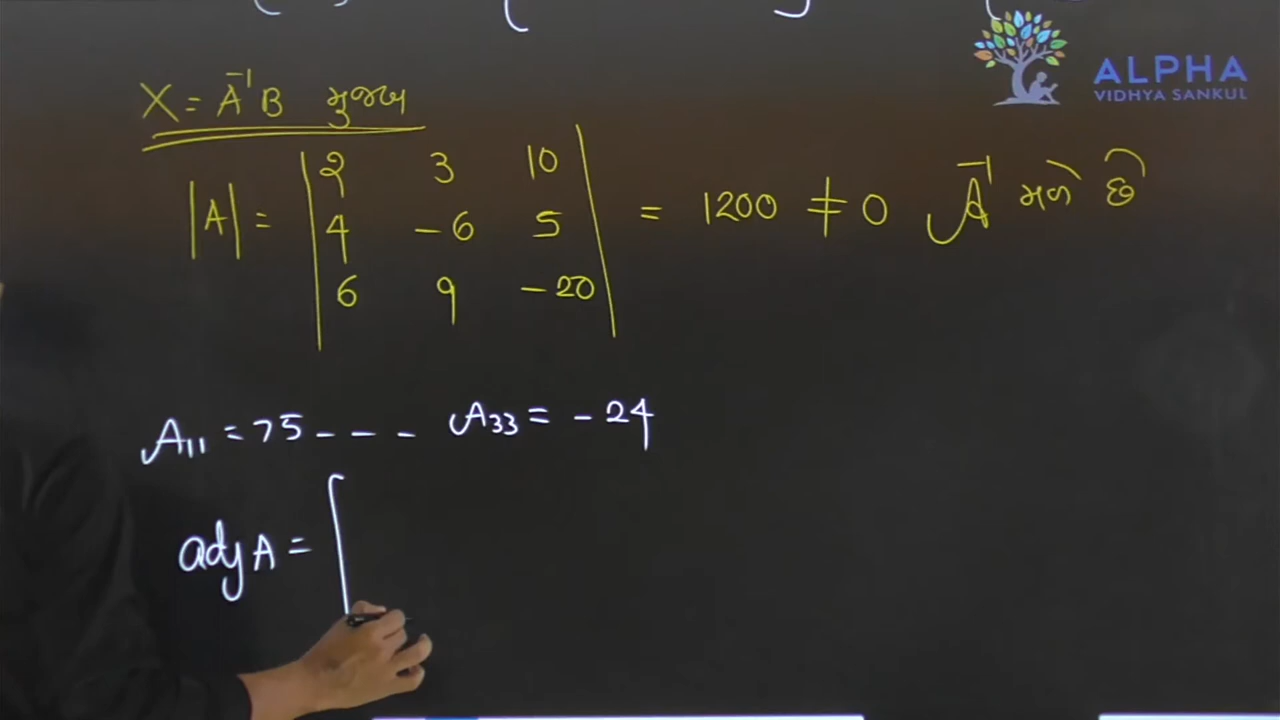 ALPHA
VIDHYA SANKUL
X = A⁻¹B મુજબ
|A| = | 2 3 10 | = 1200 ≠ 0 A⁻¹ મળે છે
| 4 -6 5 |
| 6 9 -20 |
A₁₁ = 75 - - - A₃₃ = -24
adj A = [